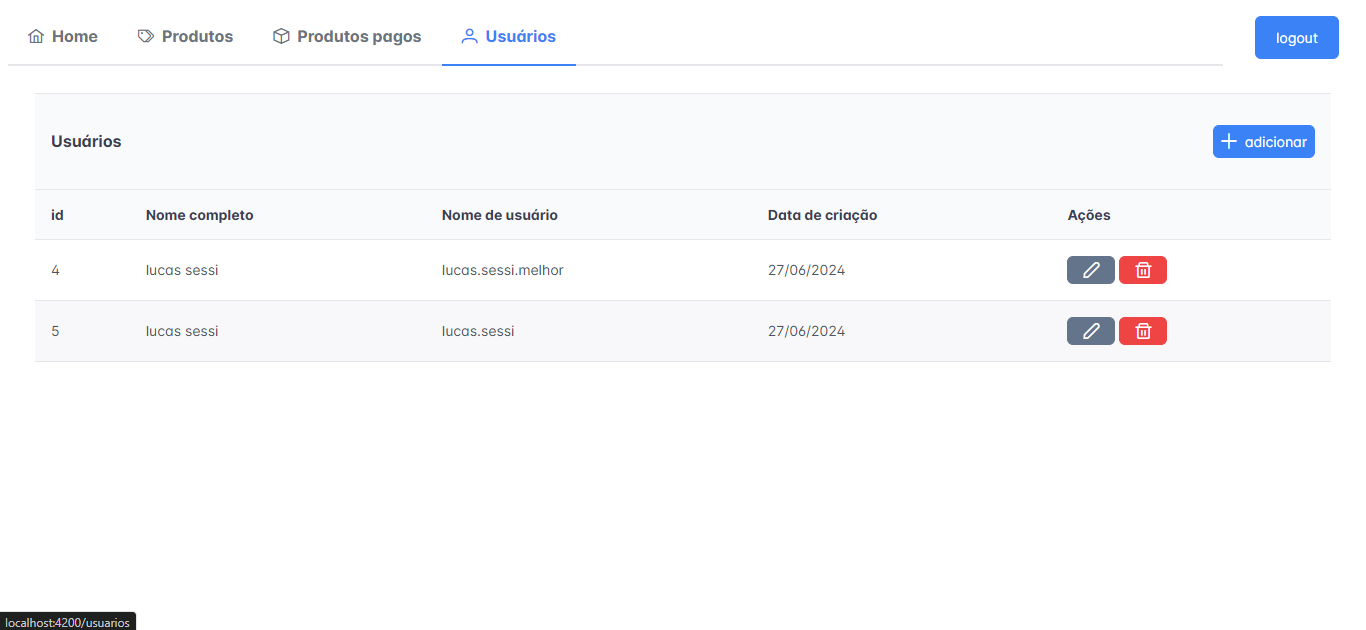 Home Produtos Produtos pagos Usuários logout
Usuários adicionar
id Nome completo Nome de usuário Data de criação Ações
4 lucas sessi lucas.sessi.melhor 27/06/2024
5 lucas sessi lucas.sessi 27/06/2024
localhost:4200/usuarios